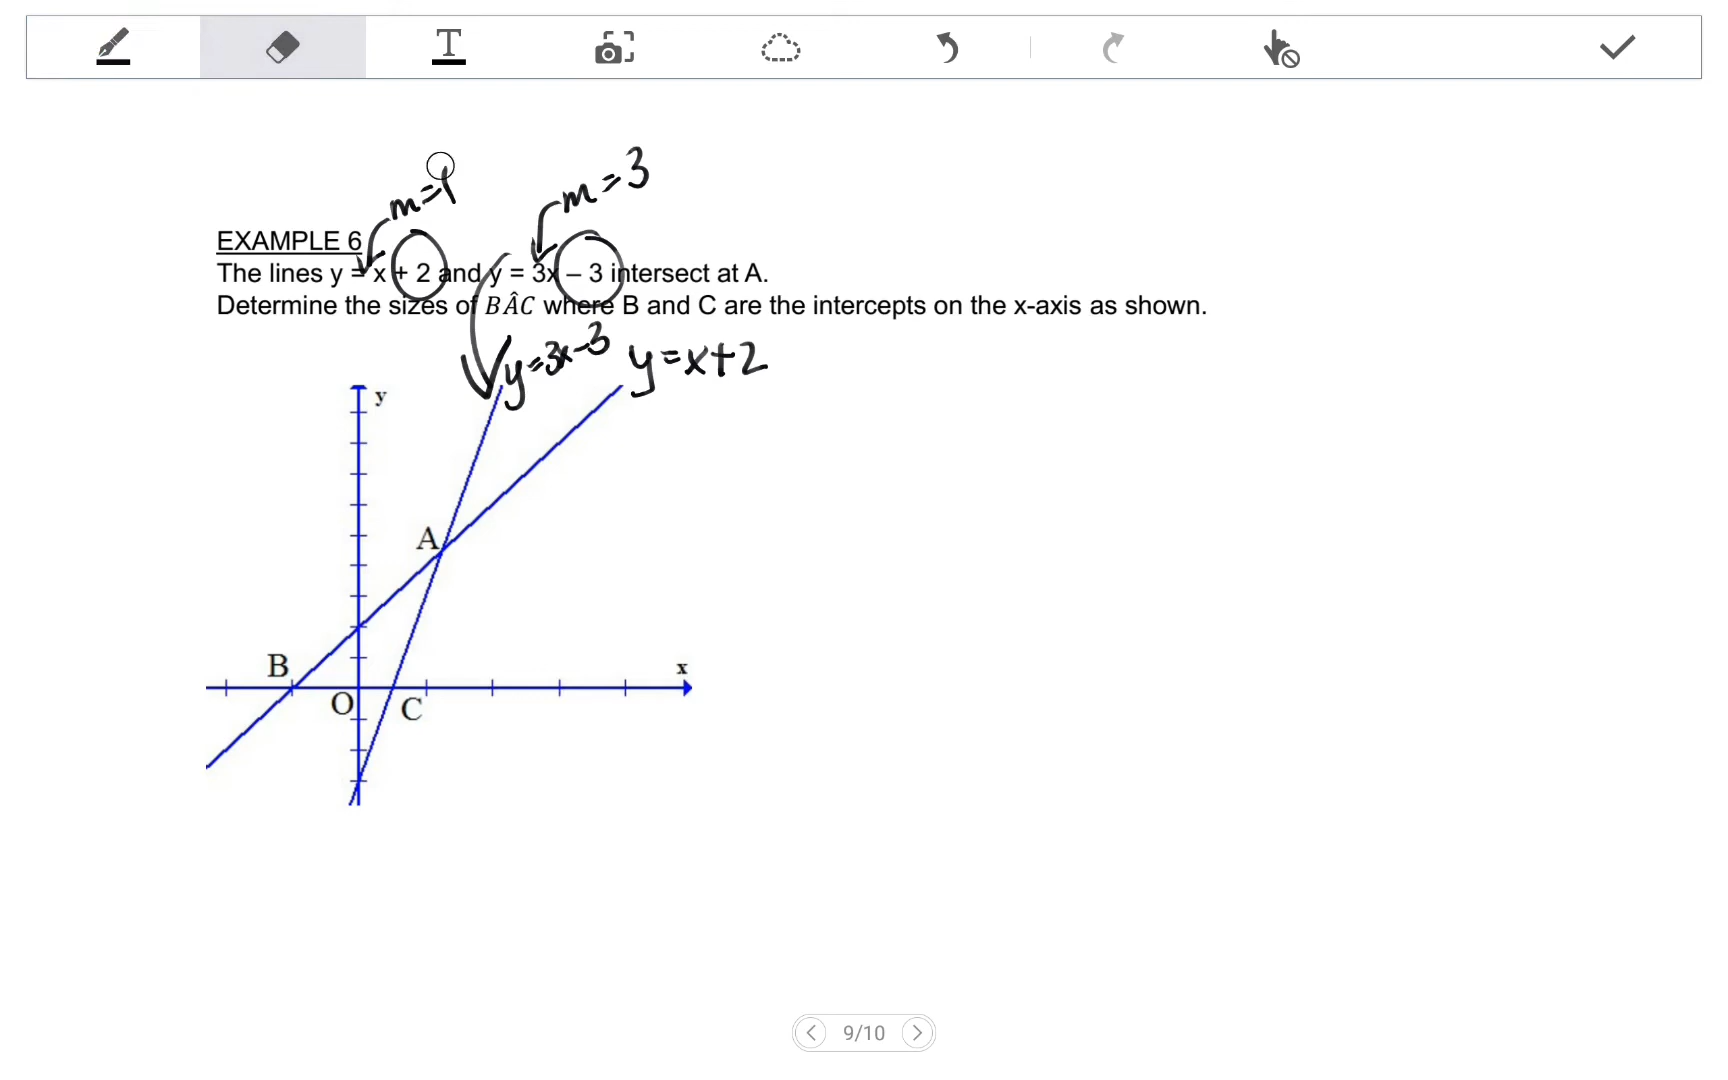 T
m=1
m=3
EXAMPLE 6
The lines y = x + 2 and y = 3x – 3 intersect at A.
Determine the sizes of BÂC where B and C are the intercepts on the x-axis as shown.
y=3x-3 y=x+2
y
A
B
x
O
C
9/10